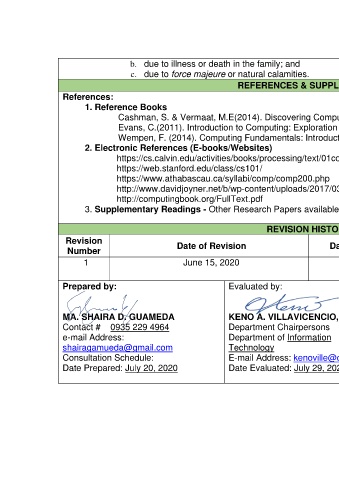 b. due to illness or death in the family; and
c. due to force majeure or natural calamities.
REFERENCES & SUPPL
References:
1. Reference Books
Cashman, S. & Vermaat, M.E(2014). Discovering Compu
Evans, C.(2011). Introduction to Computing: Exploration
Wempen, F. (2014). Computing Fundamentals: Introduct
2. Electronic References (E-books/Websites)
https://cs.calvin.edu/activities/books/processing/text/01co
https://web.stanford.edu/class/cs101/
https://www.athabascau.ca/syllabi/comp/comp200.php
http://www.davidjoyner.net/b/wp-content/uploads/2017/03
http://computingbook.org/FullText.pdf
3. Supplementary Readings - Other Research Papers available
REVISION HISTO
Revision Number Date of Revision Da
1 June 15, 2020
Prepared by:
MA. SHAIRA D. GUAMEDA
Contact # 0935 229 4964
e-mail Address:
shairagamueda@gmail.com
Consultation Schedule:
Date Prepared: July 20, 2020
Evaluated by:
KENO A. VILLAVICENCIO,
Department Chairpersons
Department of Information
Technology
E-mail Address: kenoville@
Date Evaluated: July 29, 202